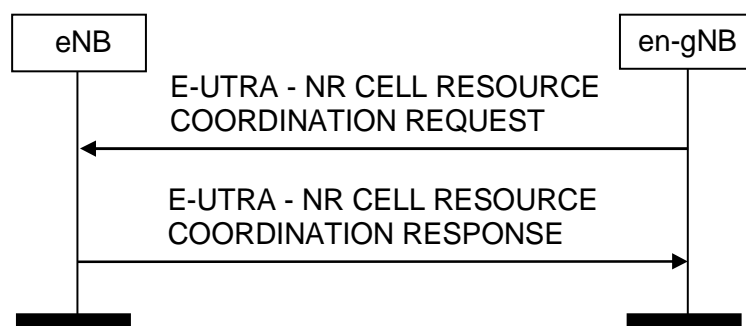 eNB
en-gNB
E-UTRA - NR CELL RESOURCE
COORDINATION REQUEST
E-UTRA - NR CELL RESOURCE
COORDINATION RESPONSE